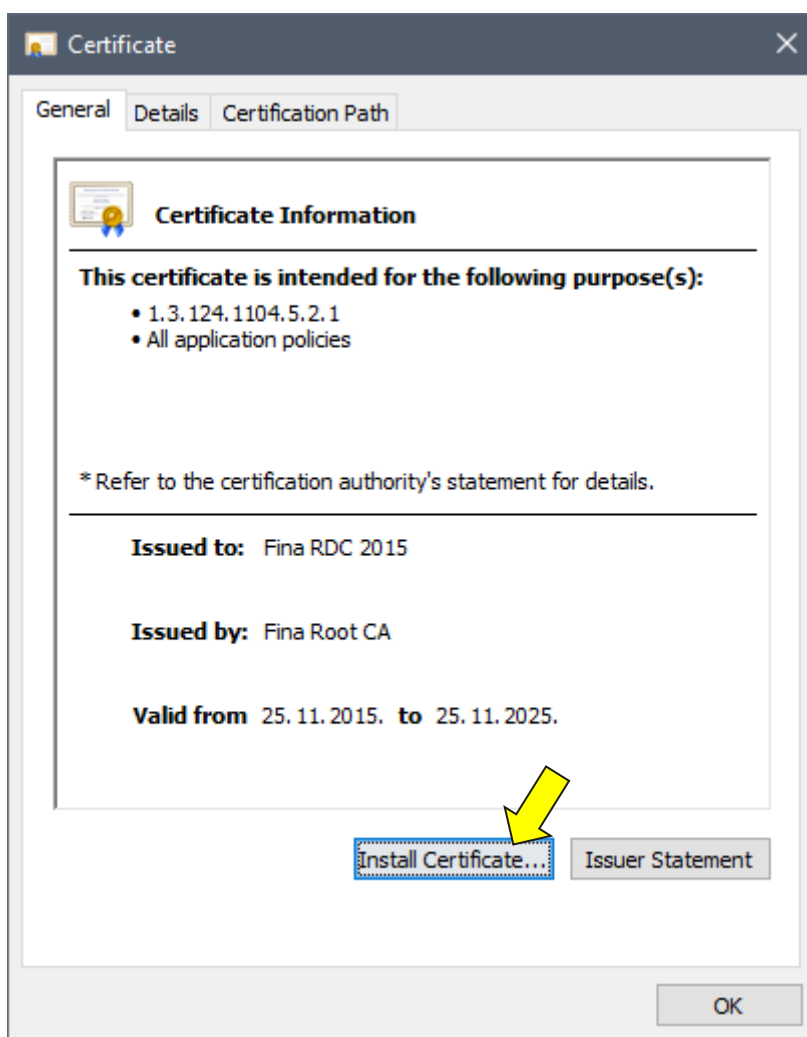 Certificate
General Details Certification Path
Certificate Information
This certificate is intended for the following purpose(s):
• 1.3.124.1104.5.2.1
• All application policies
* Refer to the certification authority's statement for details.
Issued to: Fina RDC 2015
Issued by: Fina Root CA
Valid from 25.11.2015. to 25.11.2025.
Install Certificate... Issuer Statement
OK